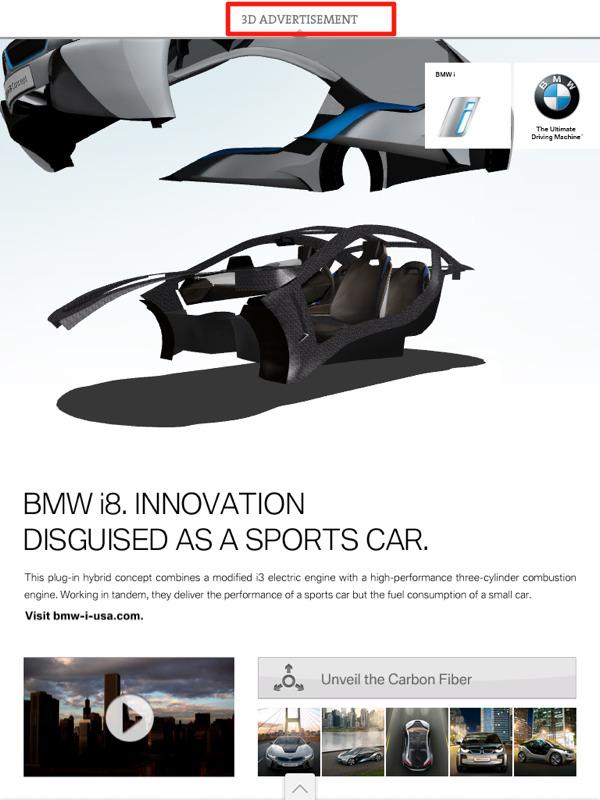 3D ADVERTISEMENT
BMW i
BMW
The Ultimate
Driving Machine®
BMW i8. INNOVATION
DISGUISED AS A SPORTS CAR.
This plug-in hybrid concept combines a modified i3 electric engine with a high-performance three-cylinder combustion
engine. Working in tandem, they deliver the performance of a sports car but the fuel consumption of a small car.
Visit bmw-i-usa.com.
Unveil the Carbon Fiber